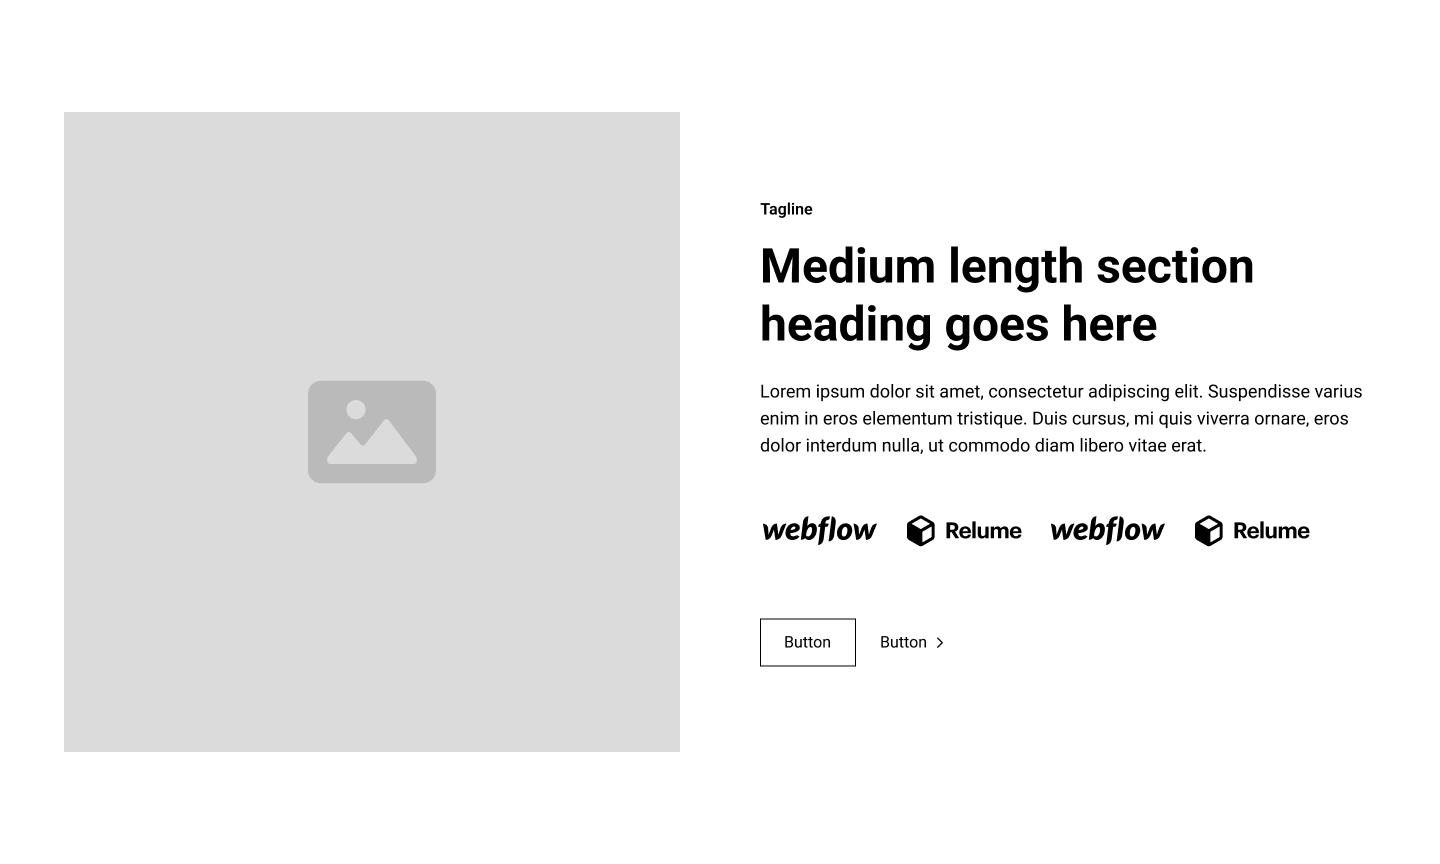 Tagline
Medium length section
heading goes here
Lorem ipsum dolor sit amet, consectetur adipiscing elit. Suspendisse varius
enim in eros elementum tristique. Duis cursus, mi quis viverra ornare, eros
dolor interdum nulla, ut commodo diam libero vitae erat.
webflow Relume webflow Relume
Button Button